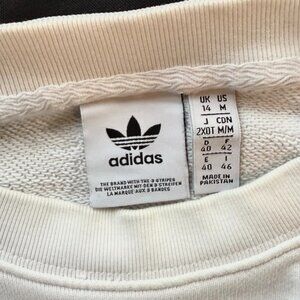 adidas
THE BRAND WITH THE 3-STRIPES
DIE WELTMARKE MIT DEN 3 STREIFEN
LA MARQUE AUX 3 BANDES
UK US
14 M
J CDN
2XOT M/M
D F
40 42
E I
40 46
MADE IN
PAKISTAN